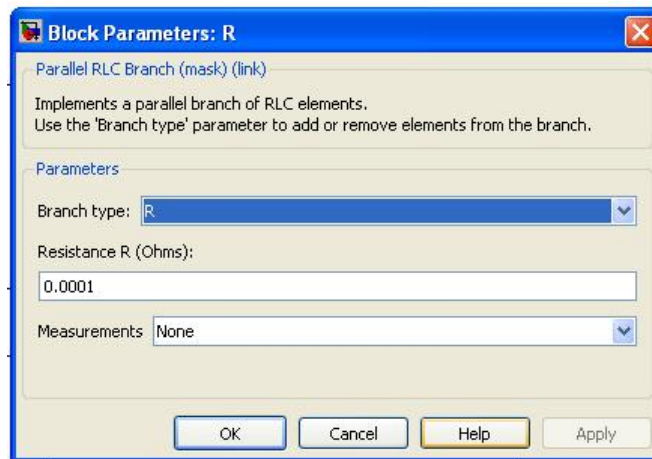 Block Parameters: R
Parallel RLC Branch (mask) (link)
Implements a parallel branch of RLC elements.
Use the 'Branch type' parameter to add or remove elements from the branch.
Parameters
Branch type: R
Resistance R (Ohms):
0.0001
Measurements None
OK Cancel Help Apply